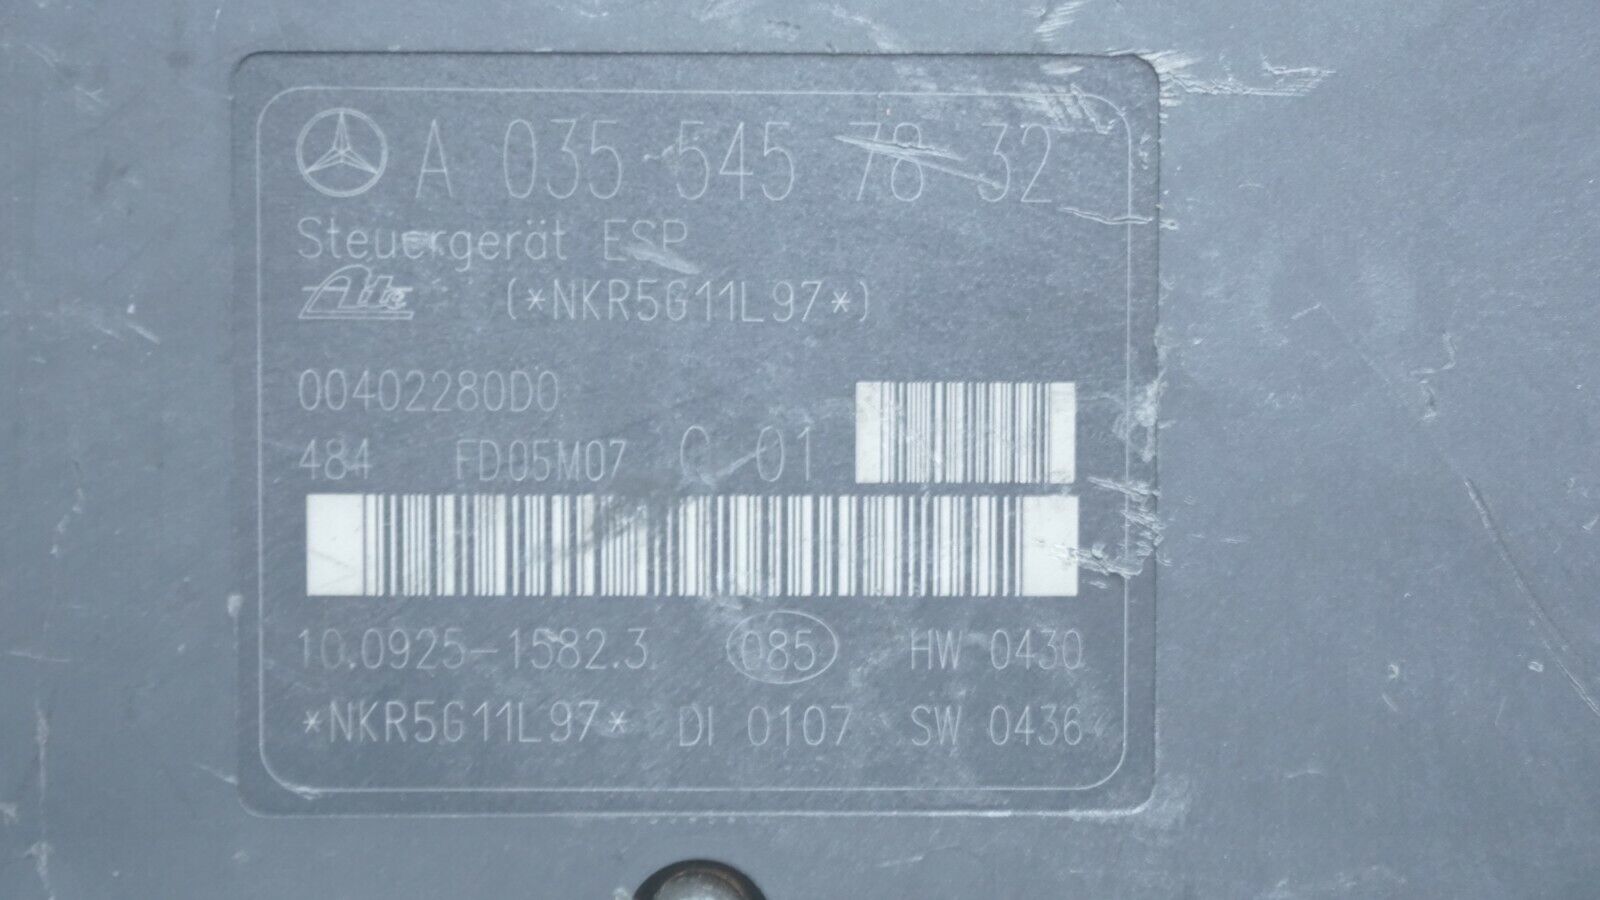 A 035 545 78 32
Steuergerät ESP
Ate (*NKR5G11L97*)
00402280D0
484 FD05M07 C 01
10.0925-1582.3 085 HW 0430
*NKR5G11L97* DI 0107 SW 0436